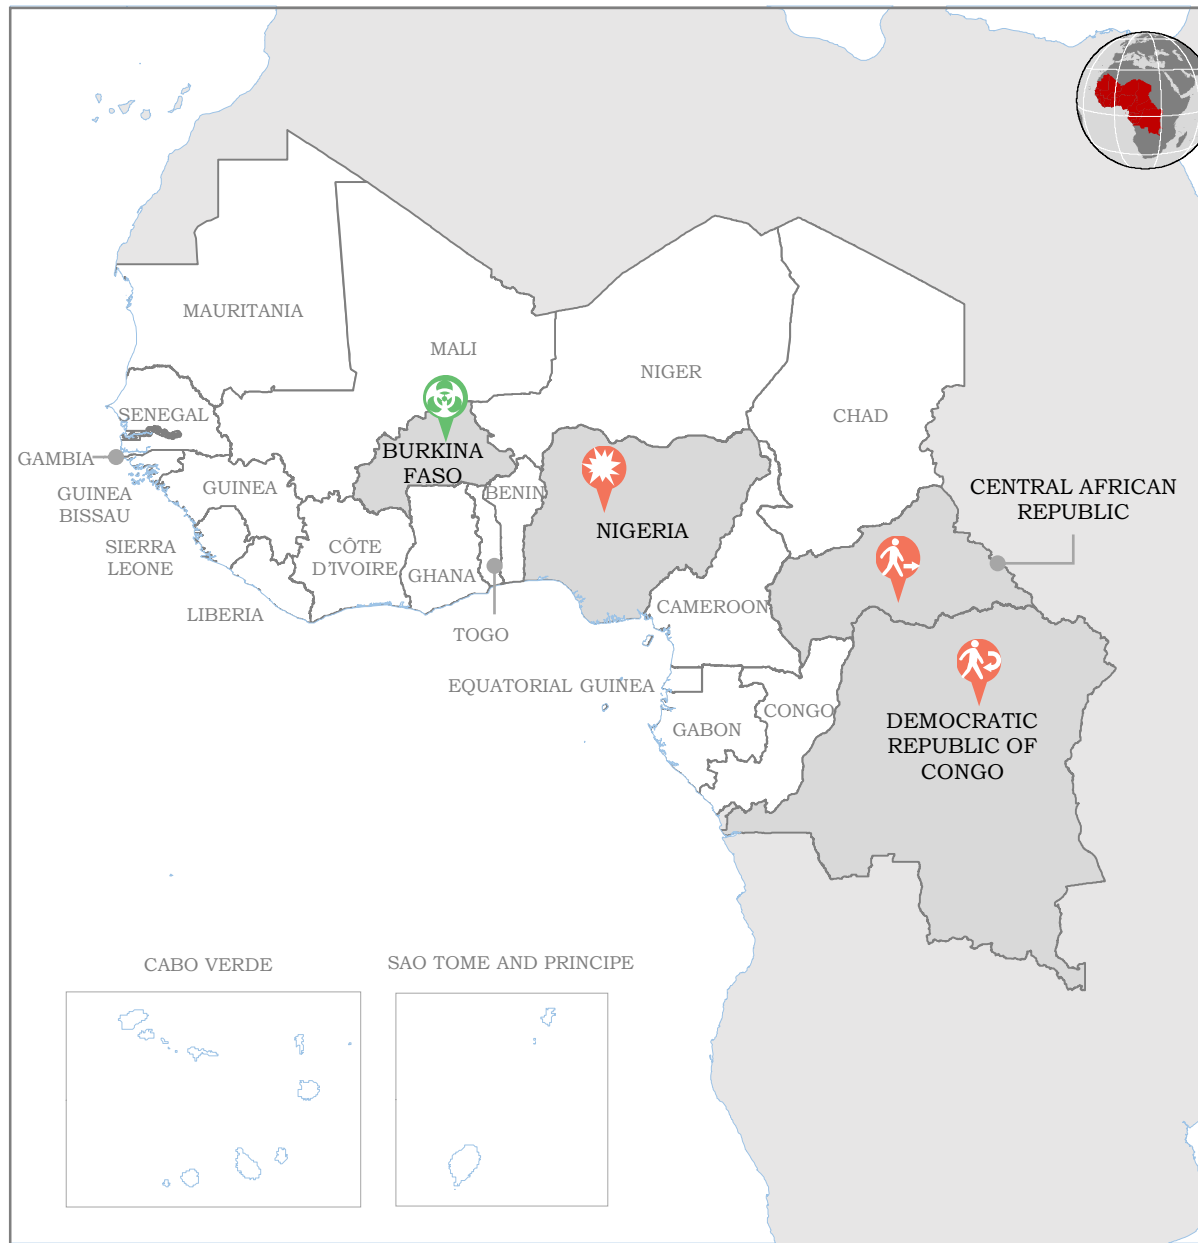 MAURITANIA
MALI
NIGER
CHAD
SENEGAL
GAMBIA
GUINEA
BISSAU
GUINEA
SIERRA
LEONE
LIBERIA
CÔTE
D'IVOIRE
BURKINA
FASO
GHANA
TOGO
BENIN
NIGERIA
CAMEROON
CENTRAL AFRICAN
REPUBLIC
EQUATORIAL GUINEA
GABON
CONGO
DEMOCRATIC
REPUBLIC OF
CONGO
CABO VERDE
SAO TOME AND PRINCIPE